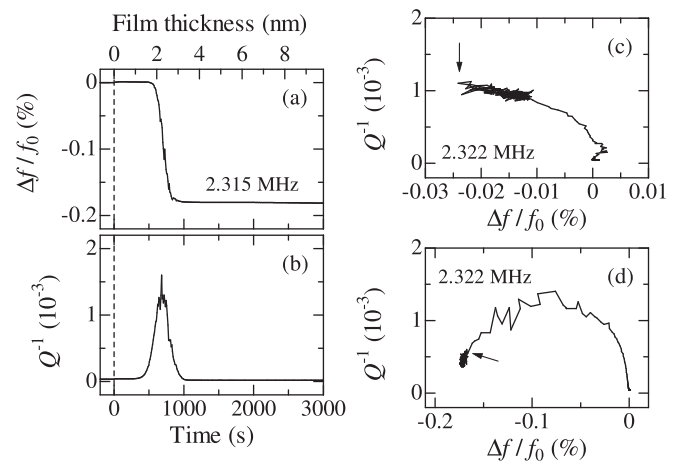 Film thickness (nm)
0 2 4 6 8
0
-0.1
-0.2
Δf / f₀ (%)
(a)
2.315 MHz
2
1
0
Q⁻¹ (10⁻³)
(b)
0 1000 2000 3000
Time (s)
2
1
0
Q⁻¹ (10⁻³)
(c)
2.322 MHz
-0.03 -0.02 -0.01 0 0.01
Δf / f₀ (%)
2
1
0
Q⁻¹ (10⁻³)
2.322 MHz
(d)
-0.2 -0.1 0
Δf / f₀ (%)